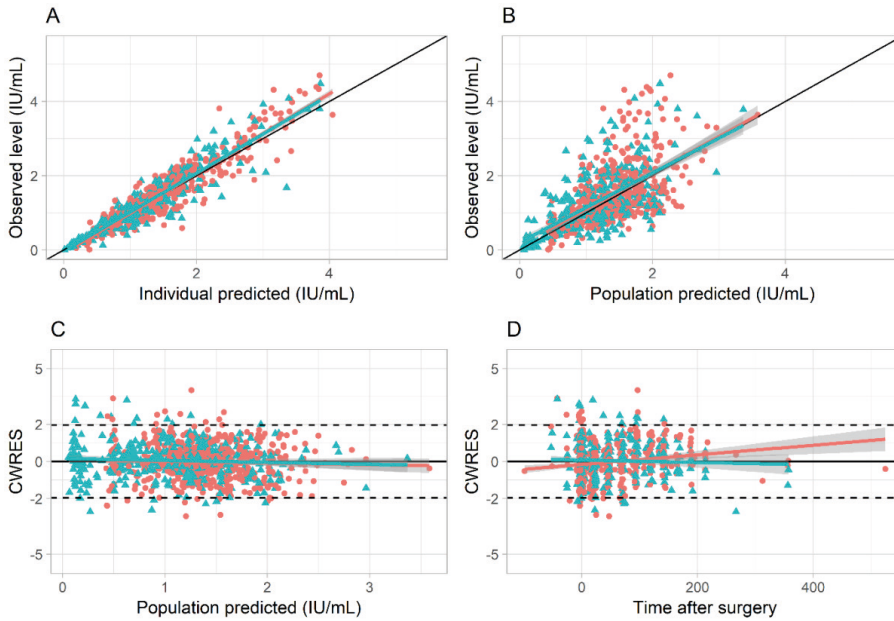 A
Observed level (IU/mL)
4
2
0
0
2
4
Individual predicted (IU/mL)
B
Observed level (IU/mL)
4
2
0
0
2
4
Population predicted (IU/mL)
C
CWRES
5
2
0
-2
-5
0
1
2
3
Population predicted (IU/mL)
D
CWRES
5
2
0
-2
-5
0
200
400
Time after surgery